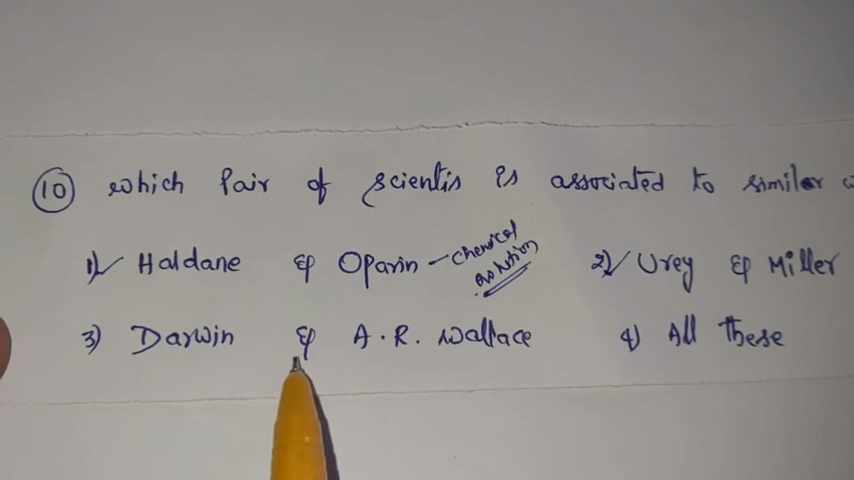 10 which Pair of scientis is associated to similar
1) Haldane & Oparin - chemical evolution 2) Urey & Miller
3) Darwin & A.R. wallace 4) All These